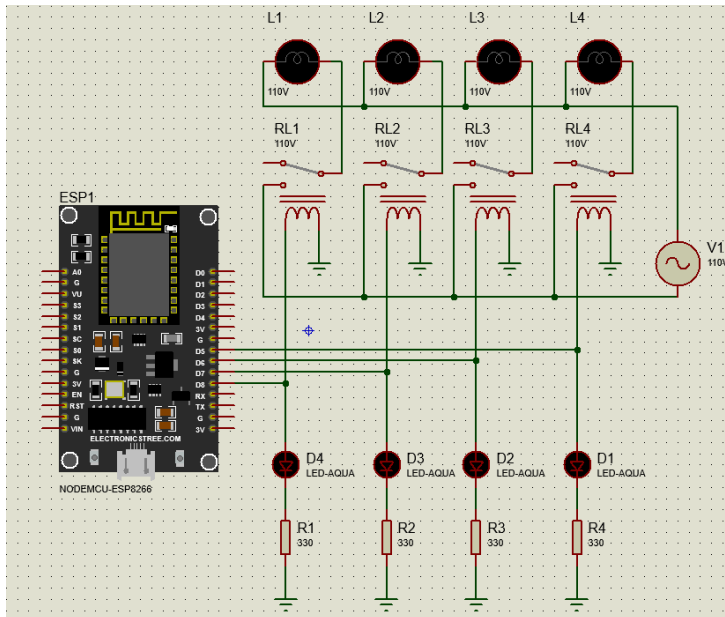 L1 L2 L3 L4
110V 110V 110V 110V
RL1 RL2 RL3 RL4
110V 110V 110V 110V
ESP1
V1
110V
A0 D0
G D1
VU D2
S3 D3
S2 D4
S1 3V
SC G
S0 D5
SK D6
G D7
3V D8
EN RX
RST TX
G G
VIN 3V
ELECTRONICSTREE.COM
NODEMCU-ESP8266
D4 D3 D2 D1
LED-AQUA LED-AQUA LED-AQUA LED-AQUA
R1 R2 R3 R4
330 330 330 330